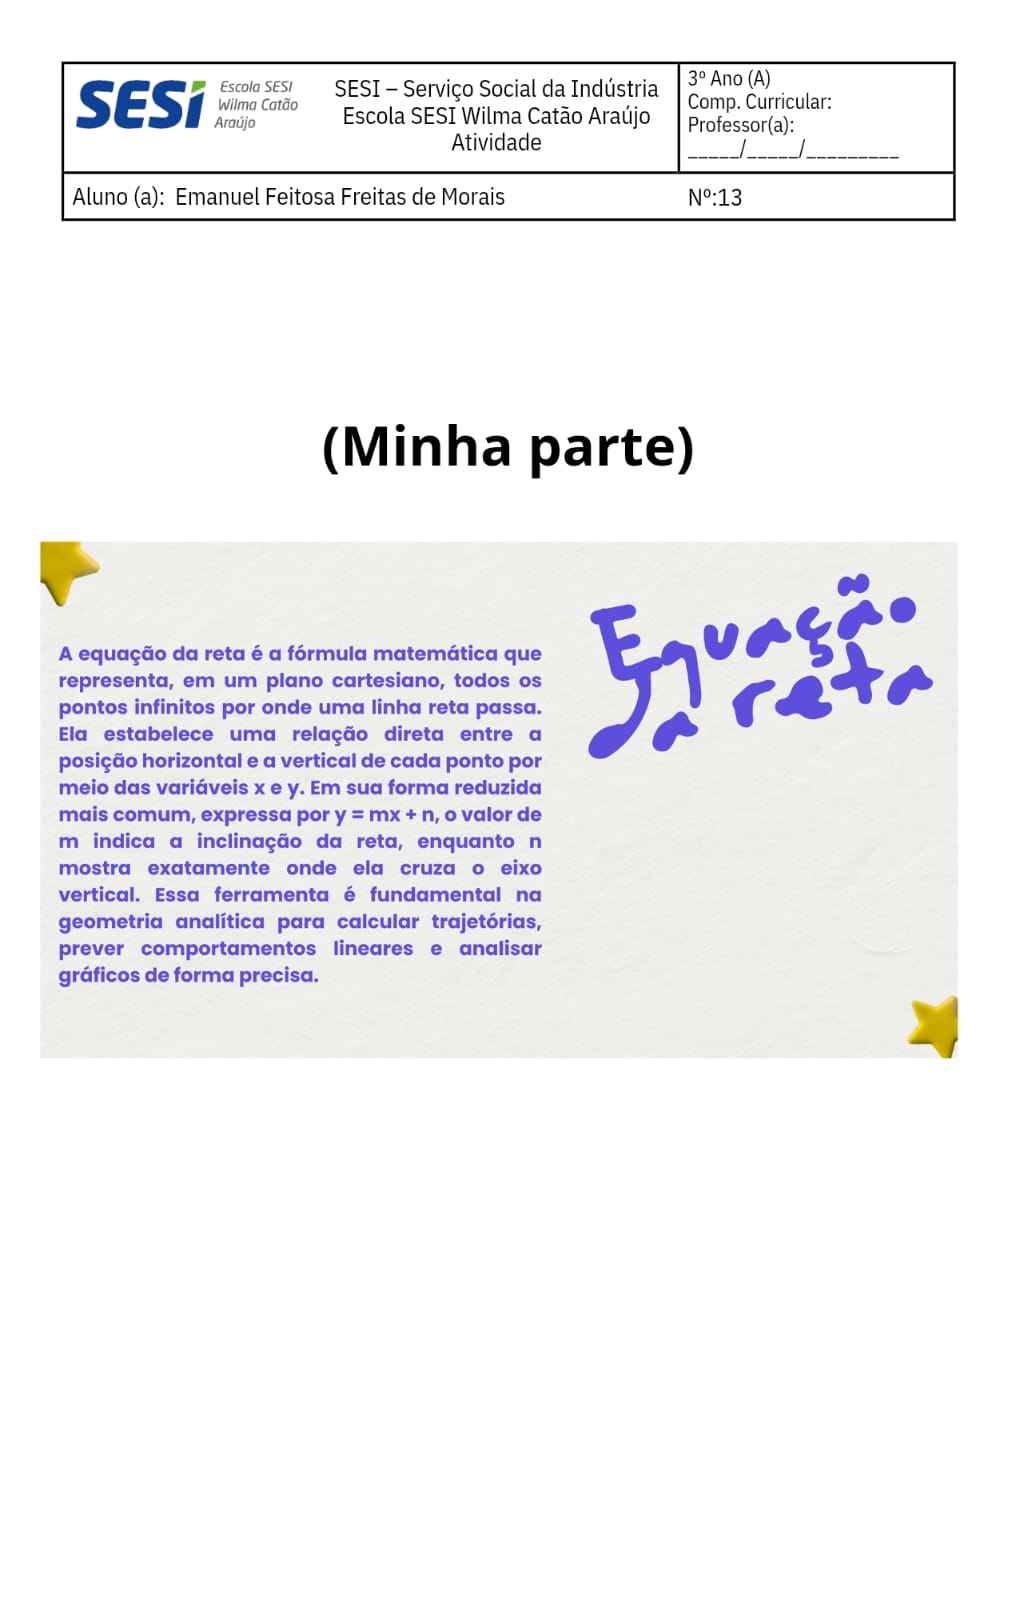 SESI
Escola SESI
Wilma Catão
Araújo
SESI – Serviço Social da Indústria
Escola SESI Wilma Catão Araújo
Atividade
3º Ano (A)
Comp. Curricular:
Professor(a):
_____/_____/_________
Aluno (a): Emanuel Feitosa Freitas de Morais
Nº:13
(Minha parte)
Equação
da reta
A equação da reta é a fórmula matemática que
representa, em um plano cartesiano, todos os
pontos infinitos por onde uma linha reta passa.
Ela estabelece uma relação direta entre a
posição horizontal e a vertical de cada ponto por
meio das variáveis x e y. Em sua forma reduzida
mais comum, expressa por y = mx + n, o valor de
m indica a inclinação da reta, enquanto n
mostra exatamente onde ela cruza o eixo
vertical. Essa ferramenta é fundamental na
geometria analítica para calcular trajetórias,
prever comportamentos lineares e analisar
gráficos de forma precisa.